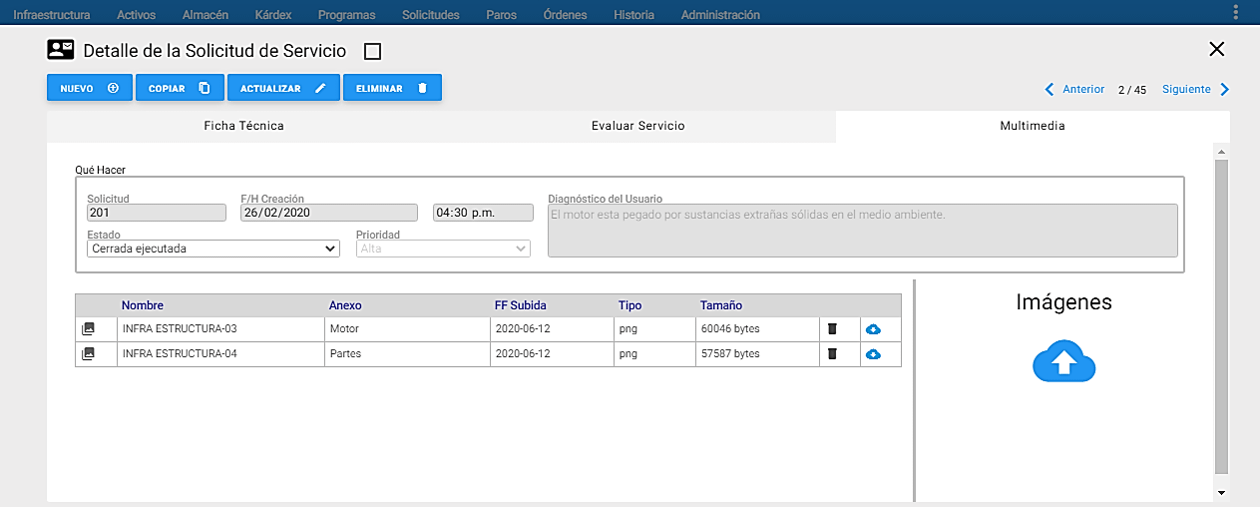 Infraestructura Activos Almacén Kárdex Programas Solicitudes Paros Órdenes Historia Administración
Detalle de la Solicitud de Servicio
NUEVO COPIAR ACTUALIZAR ELIMINAR
Anterior 2 / 45 Siguiente
Ficha Técnica Evaluar Servicio Multimedia
Qué Hacer
Solicitud F/H Creación Diagnóstico del Usuario
201 26/02/2020 04:30 p.m. El motor esta pegado por sustancias extrañas sólidas en el medio ambiente.
Estado Prioridad
Cerrada ejecutada Alta
Imágenes
Nombre Anexo FF Subida Tipo Tamaño
INFRA ESTRUCTURA-03 Motor 2020-06-12 png 60046 bytes
INFRA ESTRUCTURA-04 Partes 2020-06-12 png 57587 bytes